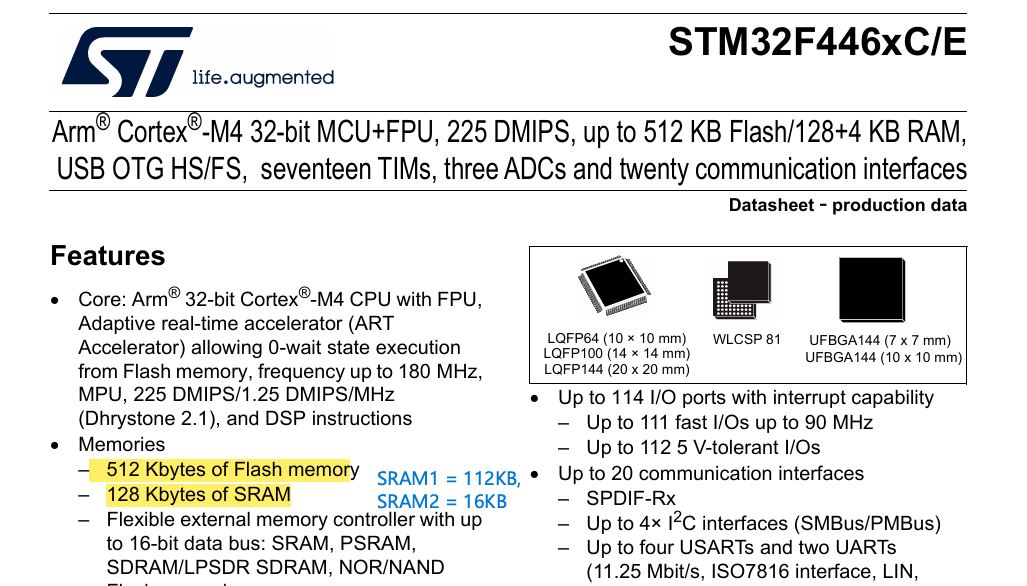 ST life.augmented
STM32F446xC/E
Arm® Cortex®-M4 32-bit MCU+FPU, 225 DMIPS, up to 512 KB Flash/128+4 KB RAM,
USB OTG HS/FS, seventeen TIMs, three ADCs and twenty communication interfaces
Datasheet - production data
Features
• Core: Arm® 32-bit Cortex®-M4 CPU with FPU,
Adaptive real-time accelerator (ART
Accelerator) allowing 0-wait state execution
from Flash memory, frequency up to 180 MHz,
MPU, 225 DMIPS/1.25 DMIPS/MHz
(Dhrystone 2.1), and DSP instructions
• Memories
– 512 Kbytes of Flash memory
– 128 Kbytes of SRAM
SRAM1 = 112KB,
SRAM2 = 16KB
– Flexible external memory controller with up
to 16-bit data bus: SRAM, PSRAM,
SDRAM/LPSDR SDRAM, NOR/NAND
LQFP64 (10 × 10 mm)
LQFP100 (14 × 14 mm)
LQFP144 (20 x 20 mm)
WLCSP 81
UFBGA144 (7 x 7 mm)
UFBGA144 (10 x 10 mm)
• Up to 114 I/O ports with interrupt capability
– Up to 111 fast I/Os up to 90 MHz
– Up to 112 5 V-tolerant I/Os
• Up to 20 communication interfaces
– SPDIF-Rx
– Up to 4× I²C interfaces (SMBus/PMBus)
– Up to four USARTs and two UARTs
(11.25 Mbit/s, ISO7816 interface, LIN,